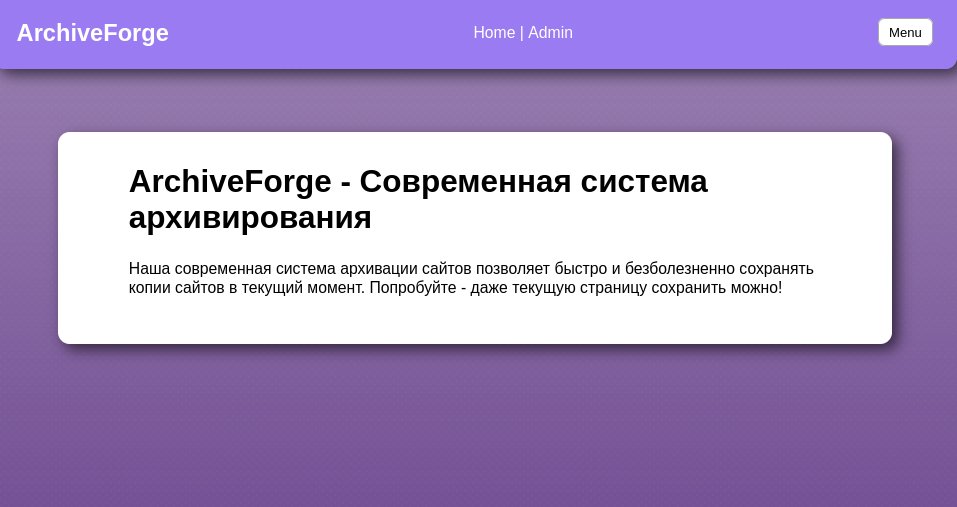 ArchiveForge
Home | Admin
Menu
ArchiveForge - Современная система
архивирования
Наша современная система архивации сайтов позволяет быстро и безболезненно сохранять
копии сайтов в текущий момент. Попробуйте - даже текущую страницу сохранить можно!